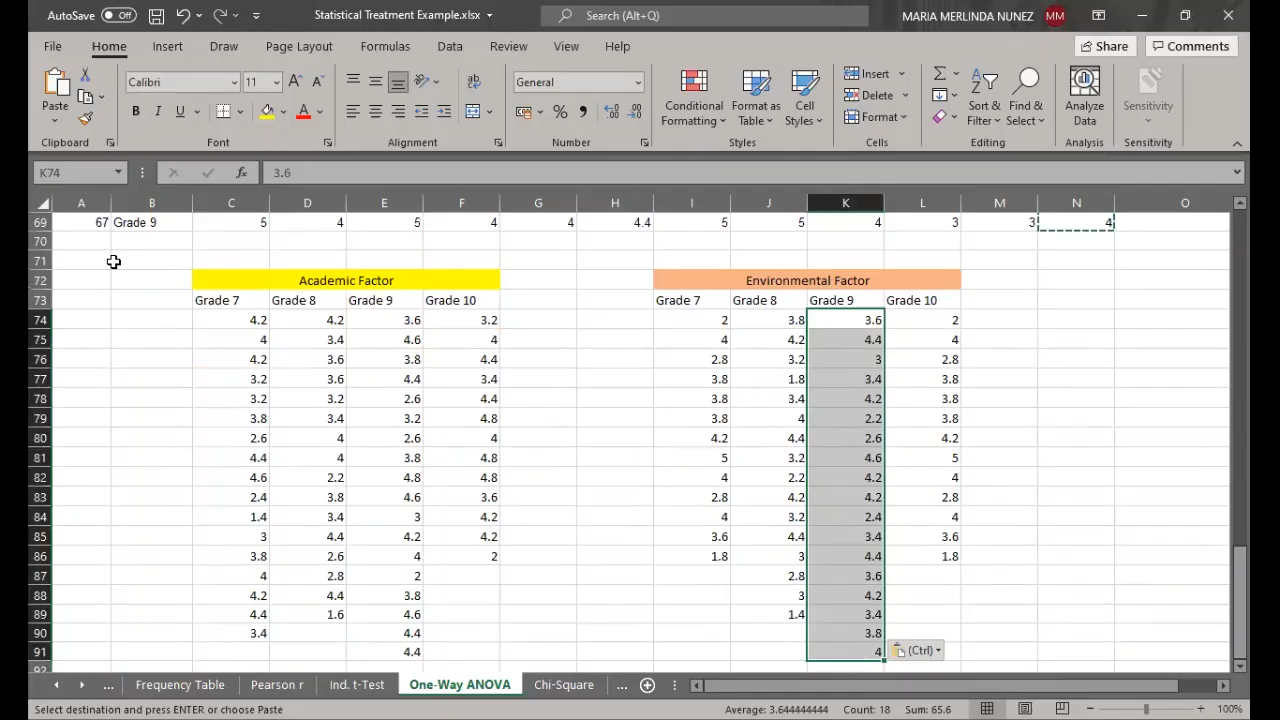 AutoSave Off Statistical Treatment Example.xlsx Search (Alt+Q) MARIA MERLINDA NUNEZ MM
File Home Insert Draw Page Layout Formulas Data Review View Help Share Comments
Paste Calibri 11 General Conditional Formatting Format as Table Cell Styles Insert Delete Format Sort & Filter Find & Select Analyze Data Sensitivity
Clipboard Font Alignment Number Styles Cells Editing Analysis Sensitivity
K74 fx 3.6
A B C D E F G H I J K L M N O
69 67 Grade 9 5 4 5 4 4 4.4 5 5 4 3 3 4
70
71
72 Academic Factor Environmental Factor
73 Grade 7 Grade 8 Grade 9 Grade 10 Grade 7 Grade 8 Grade 9 Grade 10
74 4.2 4.2 3.6 3.2 2 3.8 3.6 2
75 4 3.4 4.6 4 4 4.2 4.4 4
76 4.2 3.6 3.8 4.4 2.8 3.2 3 2.8
77 3.2 3.6 4.4 3.4 3.8 1.8 3.4 3.8
78 3.2 3.2 2.6 4.4 3.8 3.4 4.2 3.8
79 3.8 3.4 3.2 4.8 3.8 4 2.2 3.8
80 2.6 4 2.6 4 4.2 4.4 2.6 4.2
81 4.4 4 3.8 4.8 5 3.2 4.6 5
82 4.6 2.2 4.8 4.8 4 2.2 4.2 4
83 2.4 3.8 4.6 3.6 2.8 4.2 4.2 2.8
84 1.4 3.4 3 4.2 4 3.2 2.4 4
85 3 4.4 4.2 4.2 3.6 4.4 3.4 3.6
86 3.8 2.6 4 2 1.8 3 4.4 1.8
87 4 2.8 2 2.8 3.6
88 4.2 4.4 3.8 3 4.2
89 4.4 1.6 4.6 1.4 3.4
90 3.4 4.4 3.8
91 4.4 4 (Ctrl)
92
... Frequency Table Pearson r Ind. t-Test One-Way ANOVA Chi-Square ...
Select destination and press ENTER or choose Paste Average: 3.644444444 Count: 18 Sum: 65.6 100%